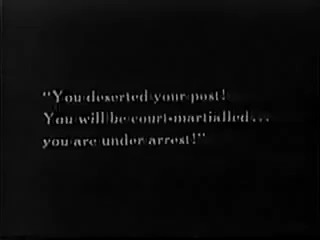 "You deserted your post!
You will be court-martialled...
you are under arrest!"